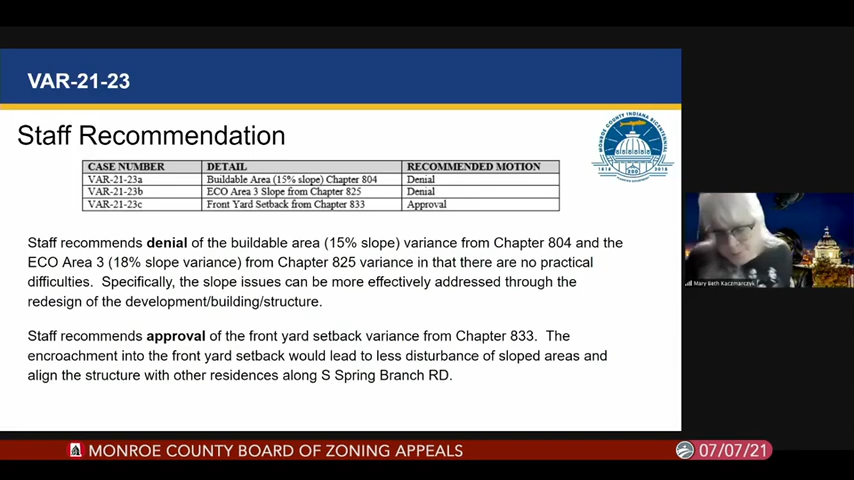 VAR-21-23
Staff Recommendation
MONROE COUNTY INDIANA BICENTENNIAL
1818
2018
200
CASE NUMBER DETAIL RECOMMENDED MOTION
VAR-21-23a Buildable Area (15% slope) Chapter 804 Denial
VAR-21-23b ECO Area 3 Slope from Chapter 825 Denial
VAR-21-23c Front Yard Setback from Chapter 833 Approval
Staff recommends denial of the buildable area (15% slope) variance from Chapter 804 and the
ECO Area 3 (18% slope variance) from Chapter 825 variance in that there are no practical
difficulties. Specifically, the slope issues can be more effectively addressed through the
redesign of the development/building/structure.
Staff recommends approval of the front yard setback variance from Chapter 833. The
encroachment into the front yard setback would lead to less disturbance of sloped areas and
align the structure with other residences along S Spring Branch RD.
Mary Beth Kaczmarczyk
MONROE COUNTY BOARD OF ZONING APPEALS
07/07/21